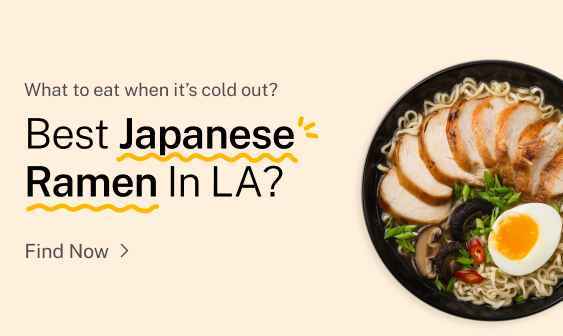 What to eat when it’s cold out?
Best Japanese
Ramen In LA?
Find Now